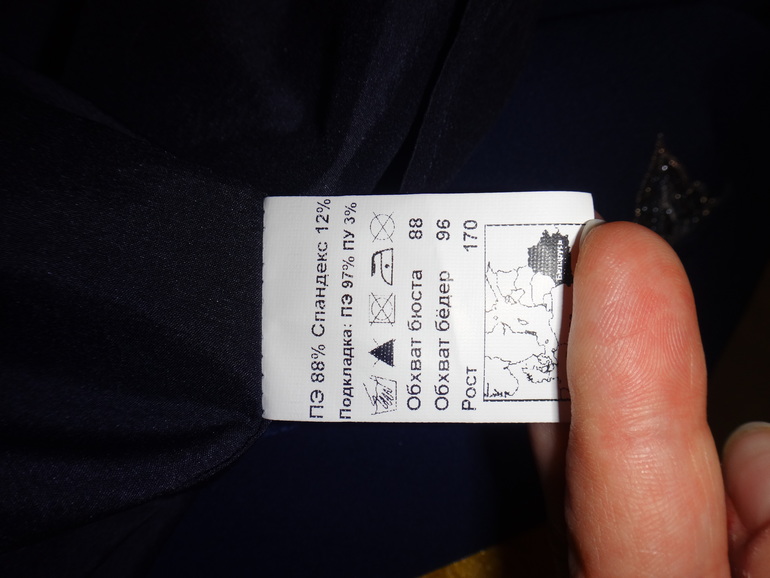 ПЭ 88% Спандекс 12%
Подкладка: ПЭ 97% ПУ 3%
Обхват бюста 88
Обхват бёдер 96
Рост 170